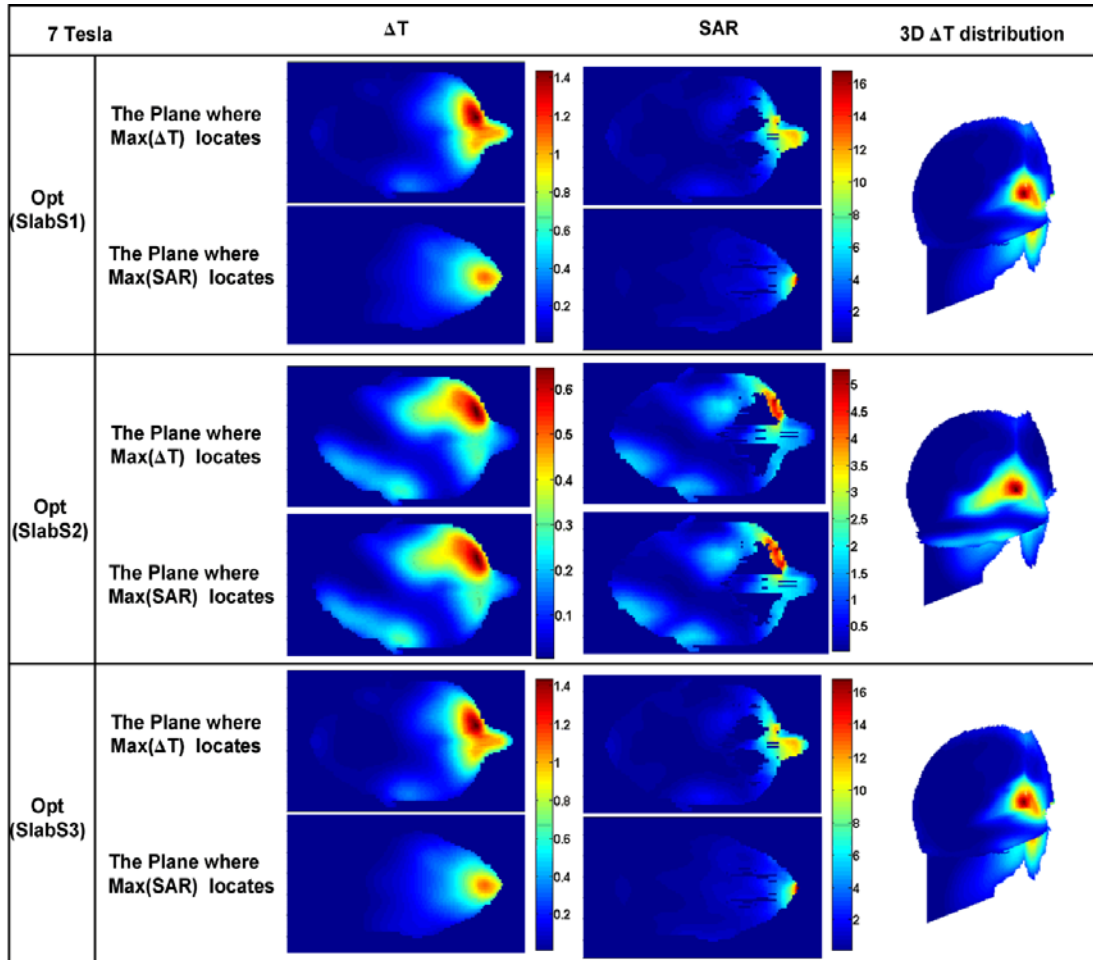 7 Tesla
ΔT
SAR
3D ΔT distribution
Opt
(SlabS1)
The Plane where
Max(ΔT) locates
1.4
1.2
1
0.8
0.6
0.4
0.2
16
14
12
10
8
6
4
2
The Plane where
Max(SAR) locates
Opt
(SlabS2)
The Plane where
Max(ΔT) locates
0.6
0.5
0.4
0.3
0.2
0.1
5
4.5
4
3.5
3
2.5
2
1.5
1
0.5
The Plane where
Max(SAR) locates
Opt
(SlabS3)
The Plane where
Max(ΔT) locates
1.4
1.2
1
0.8
0.6
0.4
0.2
16
14
12
10
8
6
4
2
The Plane where
Max(SAR) locates